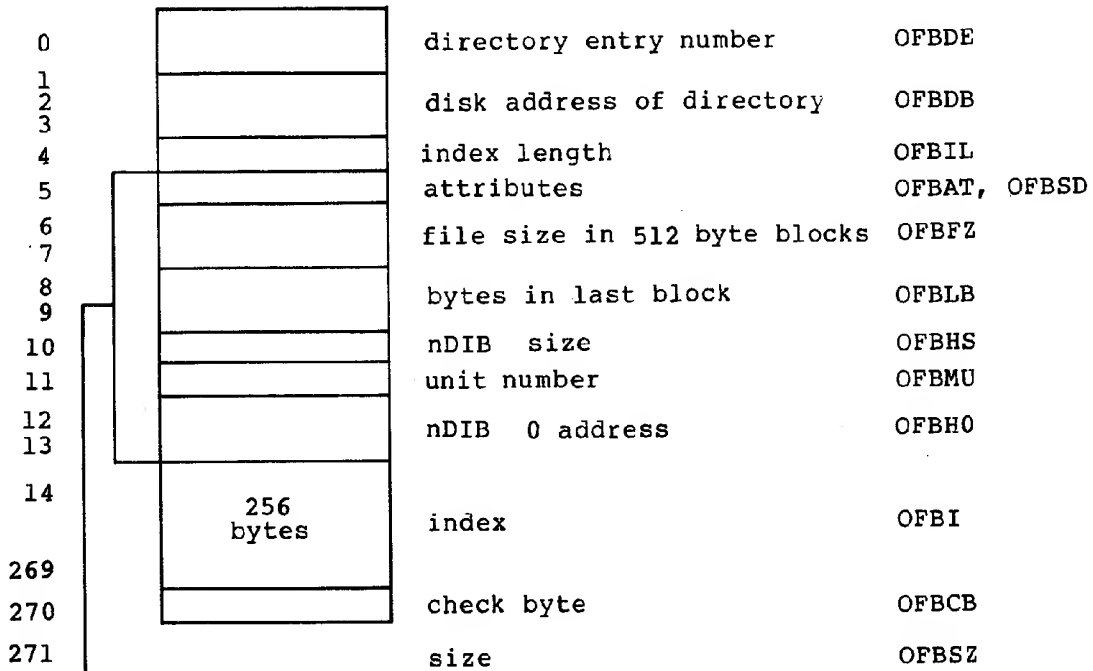 0 directory entry number OFBDE
1
2 disk address of directory OFBDB
3
4 index length OFBIL
5 attributes OFBAT, OFBSD
6
7 file size in 512 byte blocks OFBFZ
8
9 bytes in last block OFBLB
10 nDIB size OFBHS
11 unit number OFBMU
12
13 nDIB 0 address OFBH0
14
256
bytes
index OFBI
269
270 check byte OFBCB
271 size OFBSZ